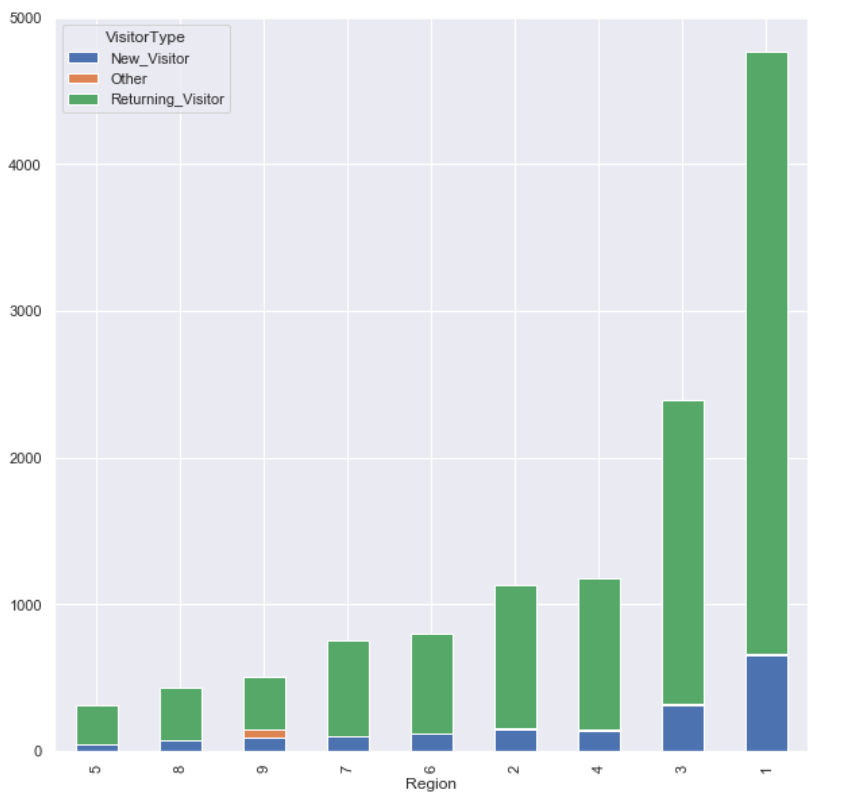 5000
VisitorType
New_Visitor
Other
Returning_Visitor
4000
3000
2000
1000
0
5 8 9 7 6 2 4 3 1
Region